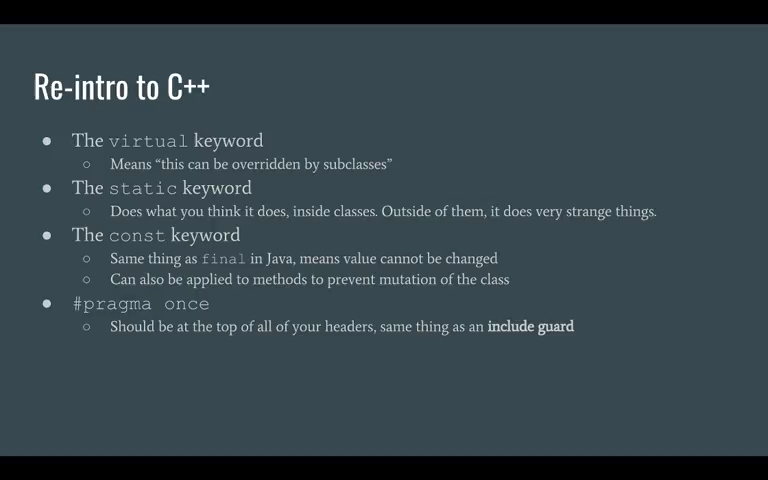 Re-intro to C++
● The virtual keyword
○ Means “this can be overridden by subclasses”
● The static keyword
○ Does what you think it does, inside classes. Outside of them, it does very strange things.
● The const keyword
○ Same thing as final in Java, means value cannot be changed
○ Can also be applied to methods to prevent mutation of the class
● #pragma once
○ Should be at the top of all of your headers, same thing as an include guard